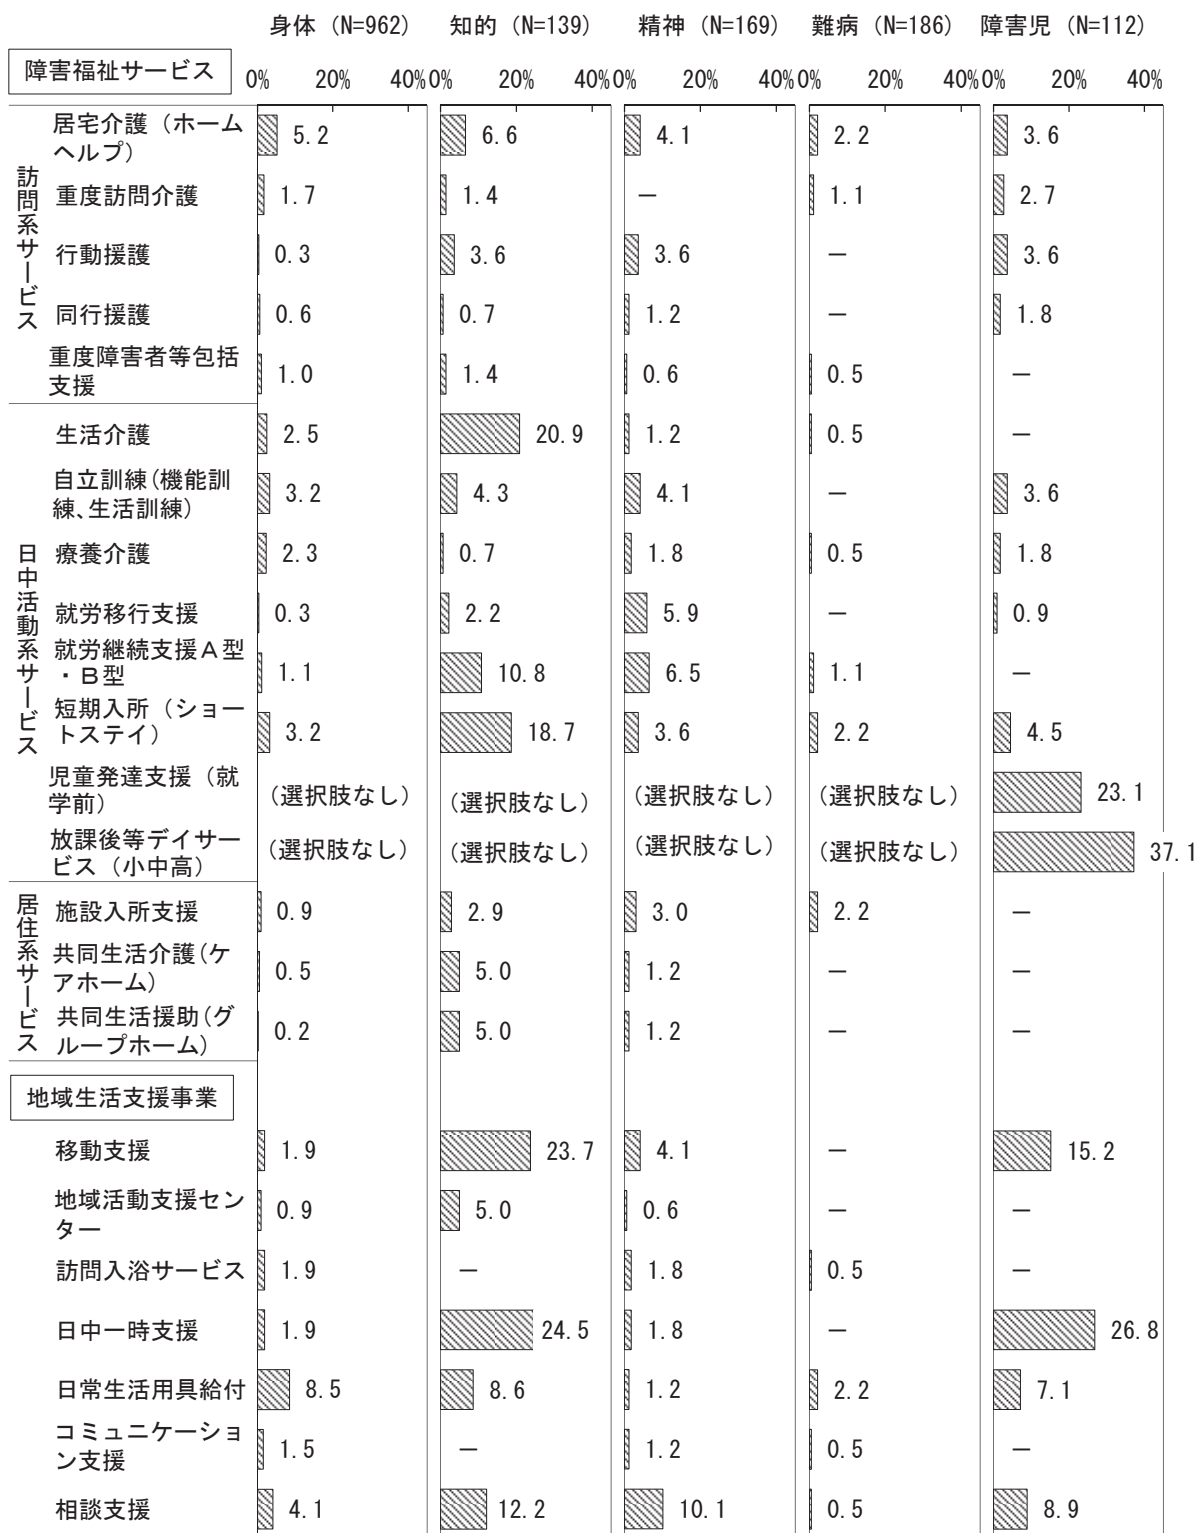 身体（N=962） 知的（N=139） 精神（N=169） 難病（N=186） 障害児（N=112）
障害福祉サービス 0% 20% 40% 0% 20% 40% 0% 20% 40% 0% 20% 40% 0% 20% 40%
訪問系サービス
居宅介護（ホーム
ヘルプ） 5.2 6.6 4.1 2.2 3.6
重度訪問介護 1.7 1.4 － 1.1 2.7
行動援護 0.3 3.6 3.6 － 3.6
同行援護 0.6 0.7 1.2 － 1.8
重度障害者等包括
支援 1.0 1.4 0.6 0.5 －
日中活動系サービス
生活介護 2.5 20.9 1.2 0.5 －
自立訓練（機能訓
練、生活訓練） 3.2 4.3 4.1 － 3.6
療養介護 2.3 0.7 1.8 0.5 1.8
就労移行支援 0.3 2.2 5.9 － 0.9
就労継続支援Ａ型
・Ｂ型 1.1 10.8 6.5 1.1 －
短期入所（ショー
トステイ） 3.2 18.7 3.6 2.2 4.5
児童発達支援（就
学前） （選択肢なし） （選択肢なし） （選択肢なし） （選択肢なし） 23.1
放課後等デイサー
ビス（小中高） （選択肢なし） （選択肢なし） （選択肢なし） （選択肢なし） 37.1
居住系サービス
施設入所支援 0.9 2.9 3.0 2.2 －
共同生活介護（ケ
アホーム） 0.5 5.0 1.2 － －
共同生活援助（グ
ループホーム） 0.2 5.0 1.2 － －
地域生活支援事業
移動支援 1.9 23.7 4.1 － 15.2
地域活動支援セン
ター 0.9 5.0 0.6 － －
訪問入浴サービス 1.9 － 1.8 0.5 －
日中一時支援 1.9 24.5 1.8 － 26.8
日常生活用具給付 8.5 8.6 1.2 2.2 7.1
コミュニケーショ
ン支援 1.5 － 1.2 0.5 －
相談支援 4.1 12.2 10.1 0.5 8.9